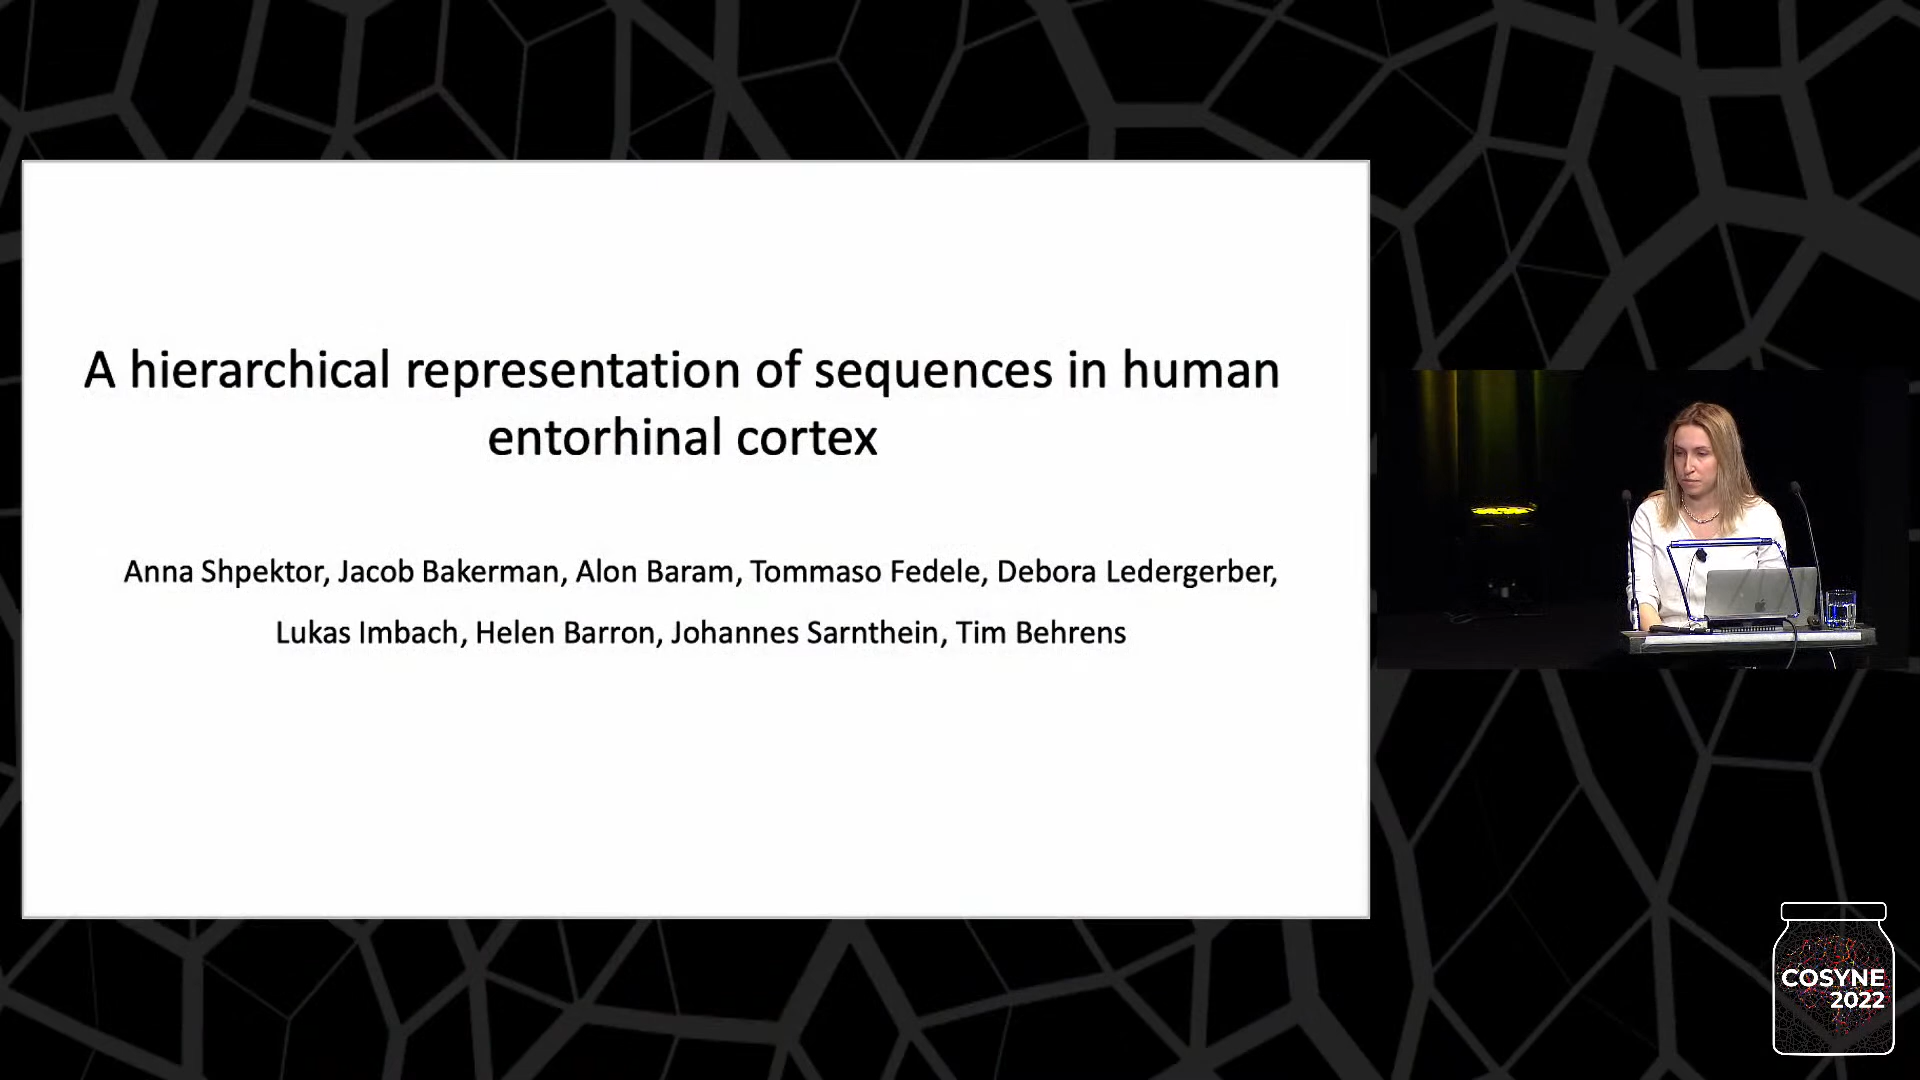 A hierarchical representation of sequences in human
entorhinal cortex
Anna Shpektor, Jacob Bakerman, Alon Baram, Tommaso Fedele, Debora Ledergerber,
Lukas Imbach, Helen Barron, Johannes Sarnthein, Tim Behrens
COSYNE
2022